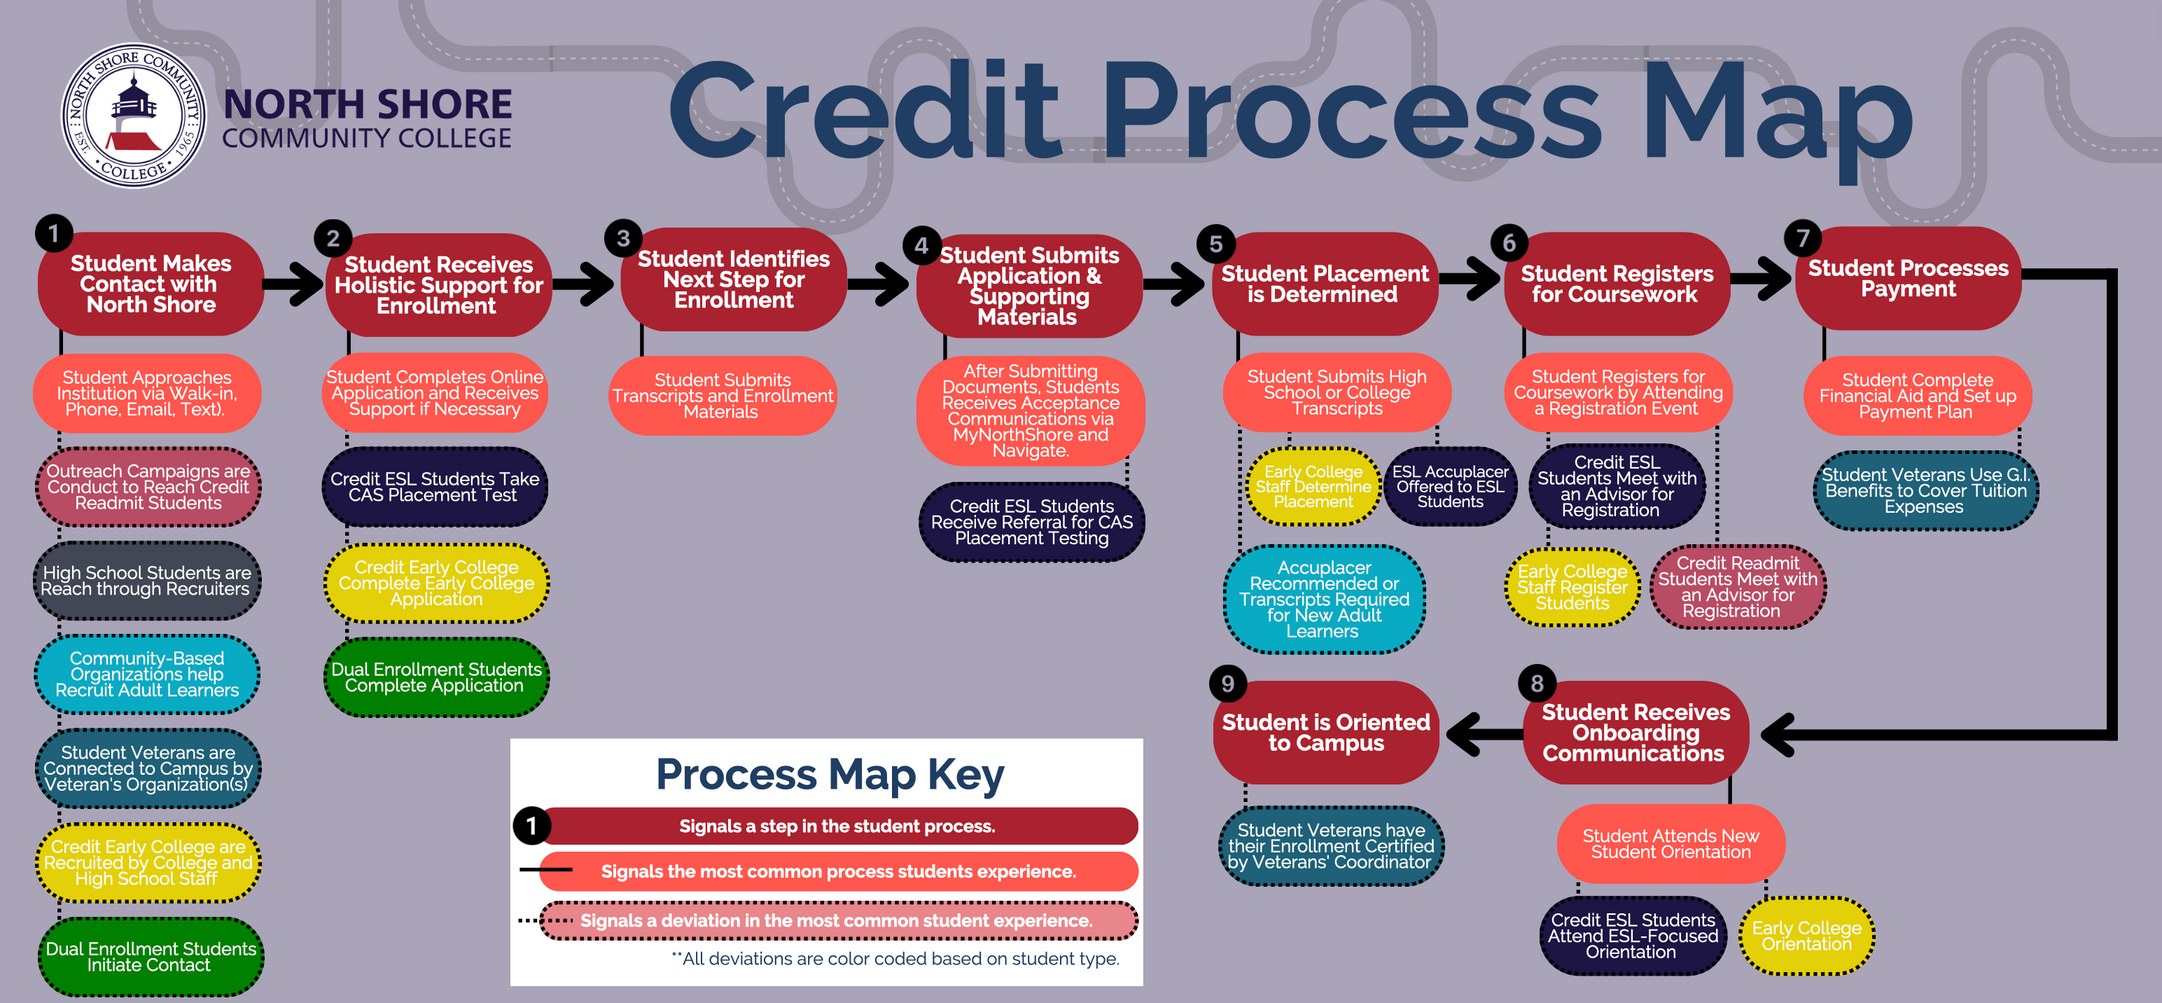 NORTH SHORE COMMUNITY
COLLEGE
EST.
1965
NORTH SHORE
COMMUNITY COLLEGE
Credit Process Map
1
Student Makes
Contact with
North Shore
Student Approaches
Institution via Walk-in,
Phone, Email, Text).
Outreach Campaigns are
Conduct to Reach Credit
Readmit Students
High School Students are
Reach through Recruiters
Community-Based
Organizations help
Recruit Adult Learners
Student Veterans are
Connected to Campus by
Veteran's Organization(s)
Credit Early College are
Recruited by College and
High School Staff
Dual Enrollment Students
Initiate Contact
2
Student Receives
Holistic Support for
Enrollment
Student Completes Online
Application and Receives
Support if Necessary
Credit ESL Students Take
CAS Placement Test
Credit Early College
Complete Early College
Application
Dual Enrollment Students
Complete Application
3
Student Identifies
Next Step for
Enrollment
Student Submits
Transcripts and Enrollment
Materials
4
Student Submits
Application &
Supporting
Materials
After Submitting
Documents, Students
Receives Acceptance
Communications via
MyNorthShore and
Navigate.
Credit ESL Students
Receive Referral for CAS
Placement Testing
5
Student Placement
is Determined
Student Submits High
School or College
Transcripts
Early College
Staff Determine
Placement
ESL Accuplacer
Offered to ESL
Students
Accuplacer
Recommended or
Transcripts Required
for New Adult
Learners
6
Student Registers
for Coursework
Student Registers for
Coursework by Attending
a Registration Event
Credit ESL
Students Meet with
an Advisor for
Registration
Early College
Staff Register
Students
Credit Readmit
Students Meet with
an Advisor for
Registration
7
Student Processes
Payment
Student Complete
Financial Aid and Set up
Payment Plan
Student Veterans Use G.I.
Benefits to Cover Tuition
Expenses
8
Student Receives
Onboarding
Communications
Student Attends New
Student Orientation
Credit ESL Students
Attend ESL-Focused
Orientation
Early College
Orientation
9
Student is Oriented
to Campus
Student Veterans have
their Enrollment Certified
by Veterans' Coordinator
Process Map Key
1
Signals a step in the student process.
Signals the most common process students experience.
Signals a deviation in the most common student experience.
**All deviations are color coded based on student type.